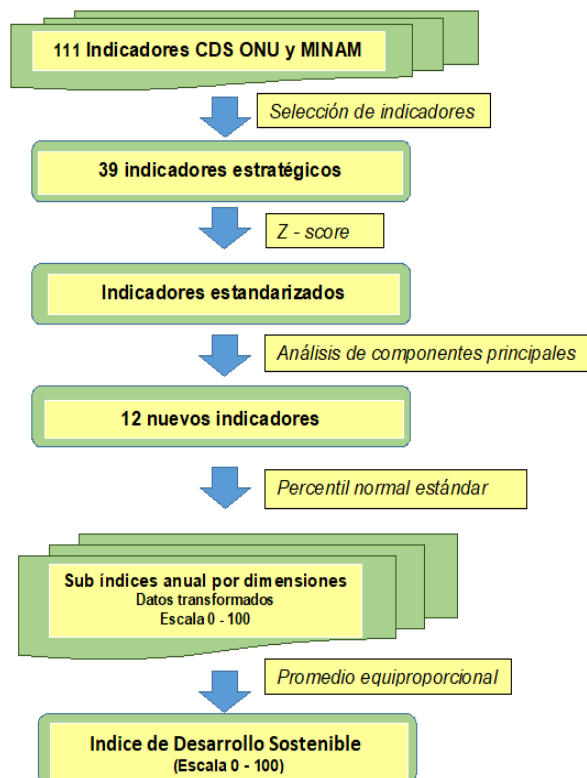 111 Indicadores CDS ONU y MINAM
Selección de indicadores
39 indicadores estratégicos
Z - score
Indicadores estandarizados
Análisis de componentes principales
12 nuevos indicadores
Percentil normal estándar
Sub índices anual por dimensiones
Datos transformados
Escala 0 - 100
Promedio equiproporcional
Indice de Desarrollo Sostenible
(Escala 0 - 100)